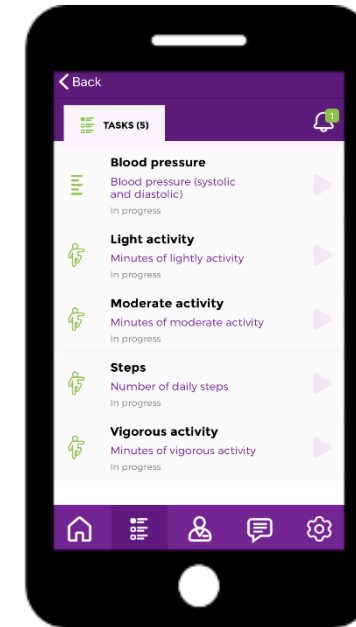 Back
TASKS (5)
1
Blood pressure
Blood pressure (systolic
and diastolic)
In progress
Light activity
Minutes of lightly activity
In progress
Moderate activity
Minutes of moderate activity
In progress
Steps
Number of daily steps
In progress
Vigorous activity
Minutes of vigorous activity
In progress